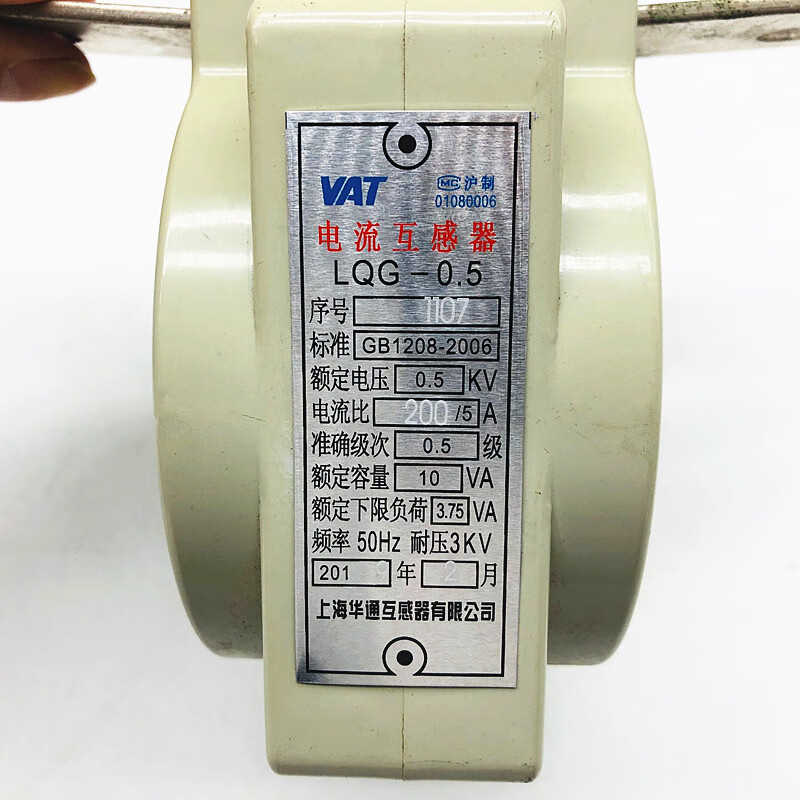 VAT
MC 沪制
01080006
电流互感器
LQG-0.5
序号 1107
标准 GB1208-2006
额定电压 0.5 KV
电流比 200/5 A
准确级次 0.5 级
额定容量 10 VA
额定下限负荷 3.75 VA
频率 50Hz 耐压3KV
201 年 2 月
上海华通互感器有限公司